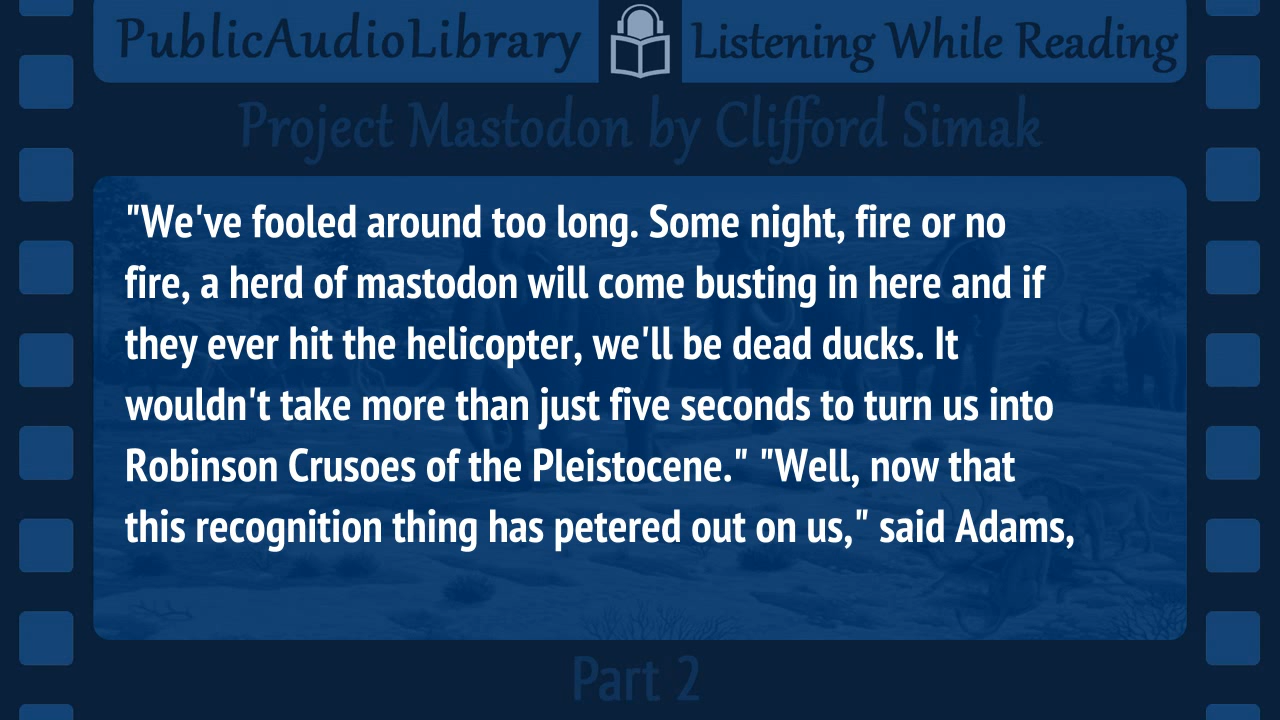 PublicAudioLibrary Listening While Reading
Project Mastodon by Clifford Simak
"We've fooled around too long. Some night, fire or no
fire, a herd of mastodon will come busting in here and if
they ever hit the helicopter, we'll be dead ducks. It
wouldn't take more than just five seconds to turn us into
Robinson Crusoes of the Pleistocene." "Well, now that
this recognition thing has petered out on us," said Adams,
Part 2